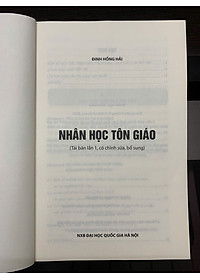 ĐINH HỒNG HẢI
NHÂN HỌC TÔN GIÁO
(Tái bản lần 1, có chỉnh sửa, bổ sung)
NXB ĐẠI HỌC QUỐC GIA HÀ NỘI